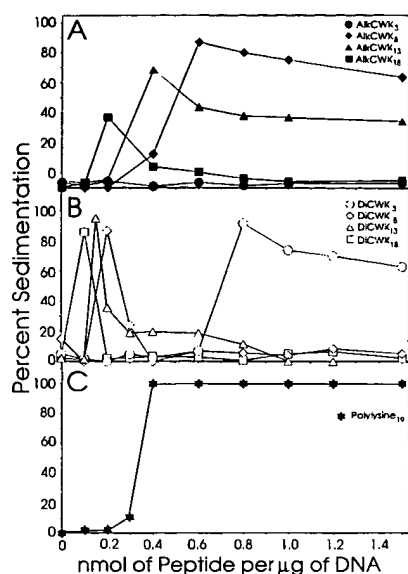 A
100
80
60
40
20
0
AlkCWK3
AlkCWK8
AlkCWK13
AlkCWK18
B
100
80
60
40
20
0
DiCWK3
DiCWK8
DiCWK13
DiCWK18
C
100
80
60
40
20
0
Polylysine19
Percent Sedimentation
0 0.2 0.4 0.6 0.8 1.0 1.2 1.4
nmol of Peptide per μg of DNA